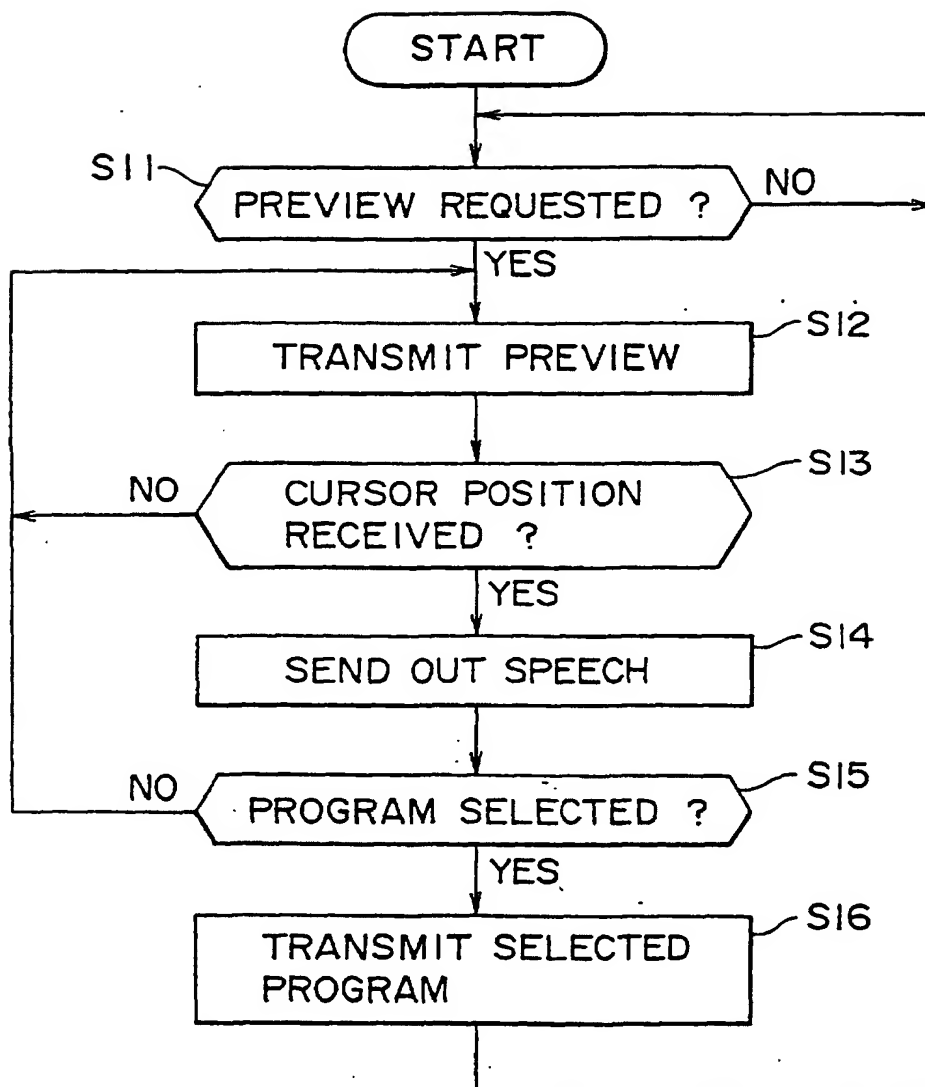 START
S11
PREVIEW REQUESTED ?
NO
YES
S12
TRANSMIT PREVIEW
S13
NO
CURSOR POSITION
RECEIVED ?
YES
S14
SEND OUT SPEECH
S15
NO
PROGRAM SELECTED ?
YES
S16
TRANSMIT SELECTED
PROGRAM